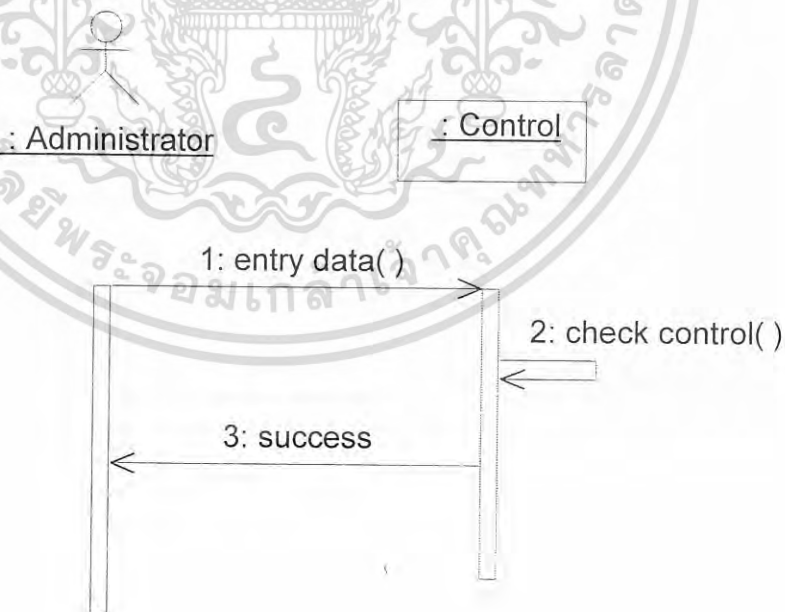 : Administrator
: Control
1: entry data( )
2: check control( )
3: success